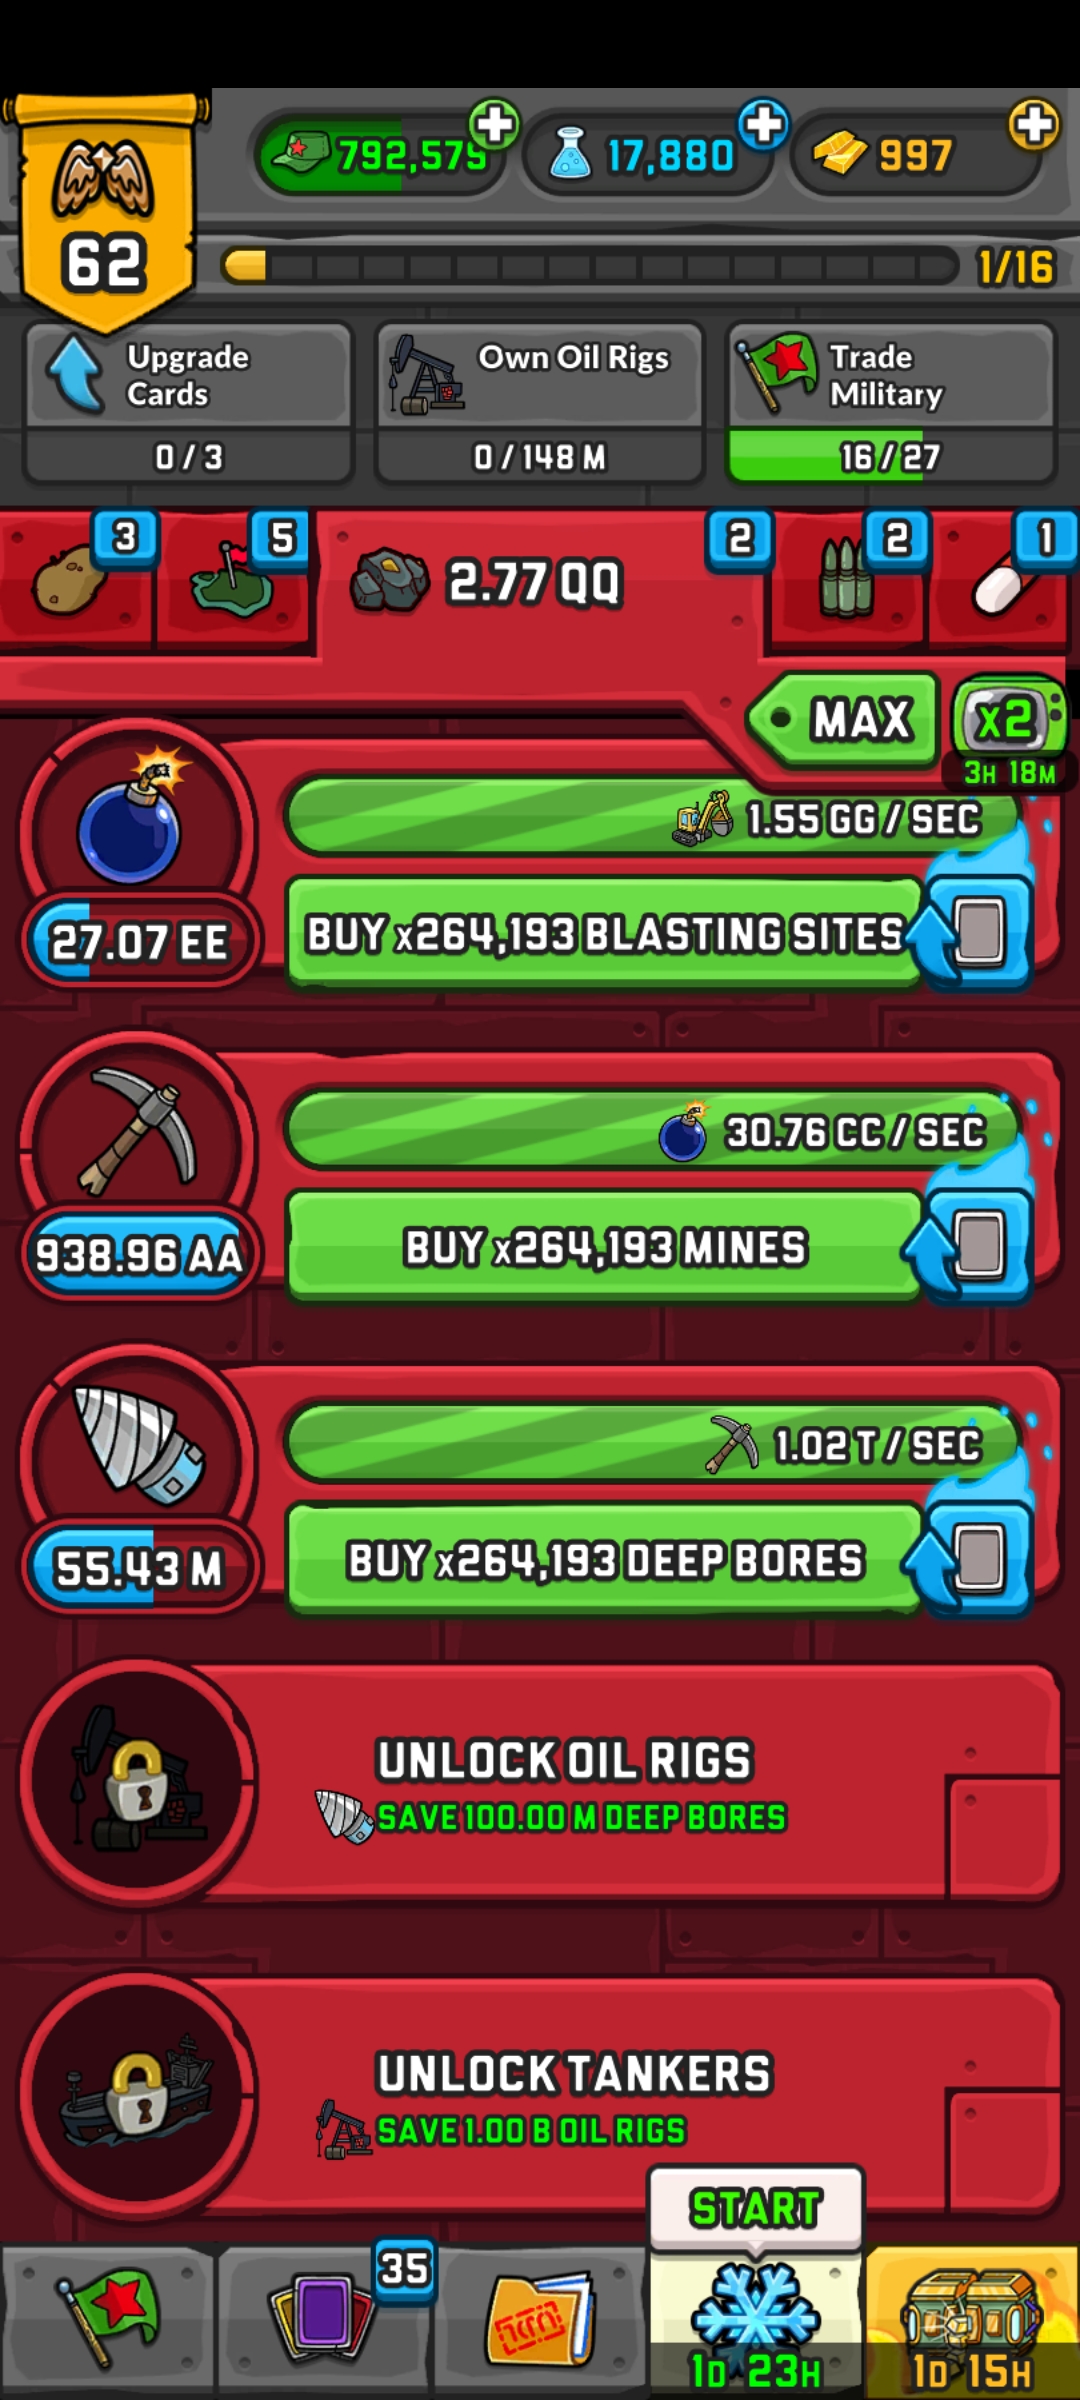 792,579
17,880
997
62
1/16
Upgrade
Cards
0 / 3
Own Oil Rigs
0 / 148 M
Trade
Military
16 / 27
3
5
2.77 QQ
2
2
1
MAX
x2
3H 18M
1.55 GG / SEC
27.07 EE
BUY x264,193 BLASTING SITES
30.76 CC / SEC
938.96 AA
BUY x264,193 MINES
1.02 T / SEC
55.43 M
BUY x264,193 DEEP BORES
UNLOCK OIL RIGS
SAVE 100.00 M DEEP BORES
UNLOCK TANKERS
SAVE 1.00 B OIL RIGS
START
35
1D 23H
1D 15H